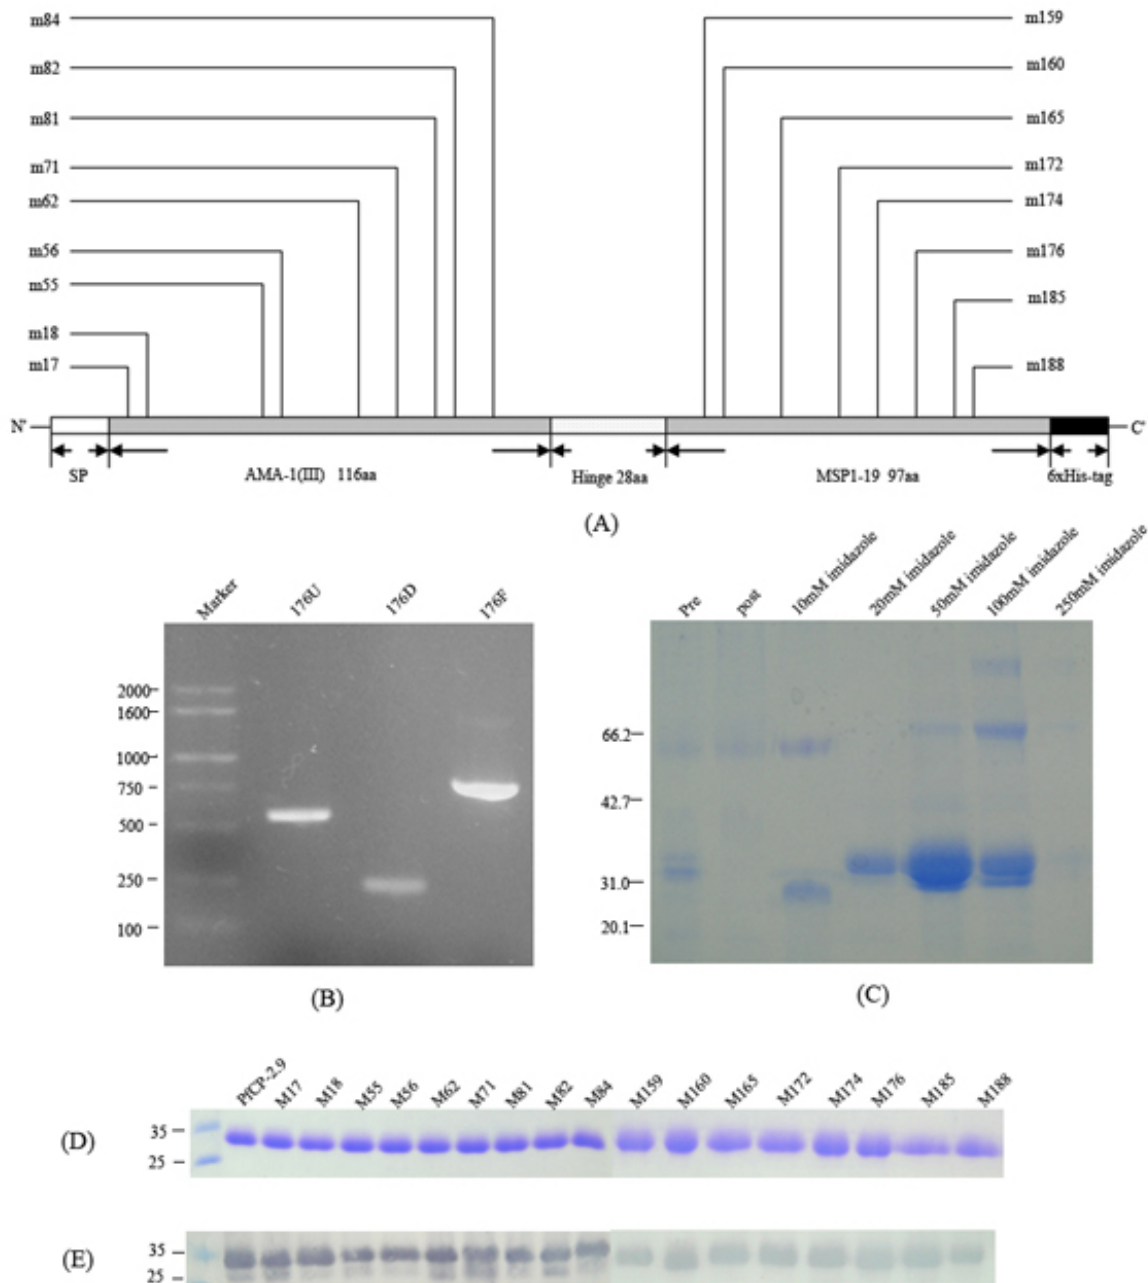 m84 m159
m82 m160
m81 m165
m71 m172
m62 m174
m56 m176
m55 m185
m18
m17 m188
N' C'
SP AMA-1(III) 116aa Hinge 28aa MSP1-19 97aa 6xHis-tag
(A)
Marker 176U 176D 176F
2000
1600
1000
750
500
250
100
(B)
Pre post 10mM imidazole 20mM imidazole 50mM imidazole 100mM imidazole 250mM imidazole
66.2
42.7
31.0
20.1
(C)
PfCP-2.9 M17 M18 M55 M56 M62 M71 M81 M82 M84 M159 M160 M165 M172 M174 M176 M185 M188
(D) 35
25
(E) 35
25